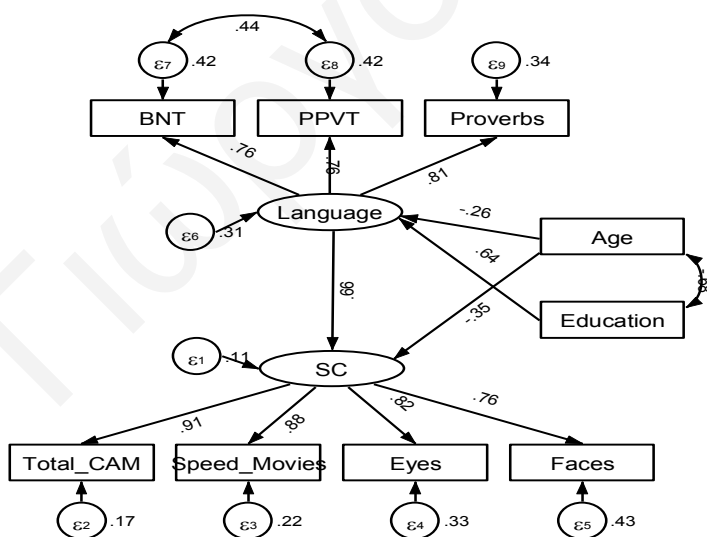 .44
ε7 .42
ε8 .42
ε9 .34
BNT
PPVT
Proverbs
.76
.76
.81
ε6 .31
Language
-.26
.64
Age
Education
.66
-.35
ε1 .11
SC
.91
.88
.82
.76
Total_CAM
Speed_Movies
Eyes
Faces
ε2 .17
ε3 .22
ε4 .33
ε5 .43